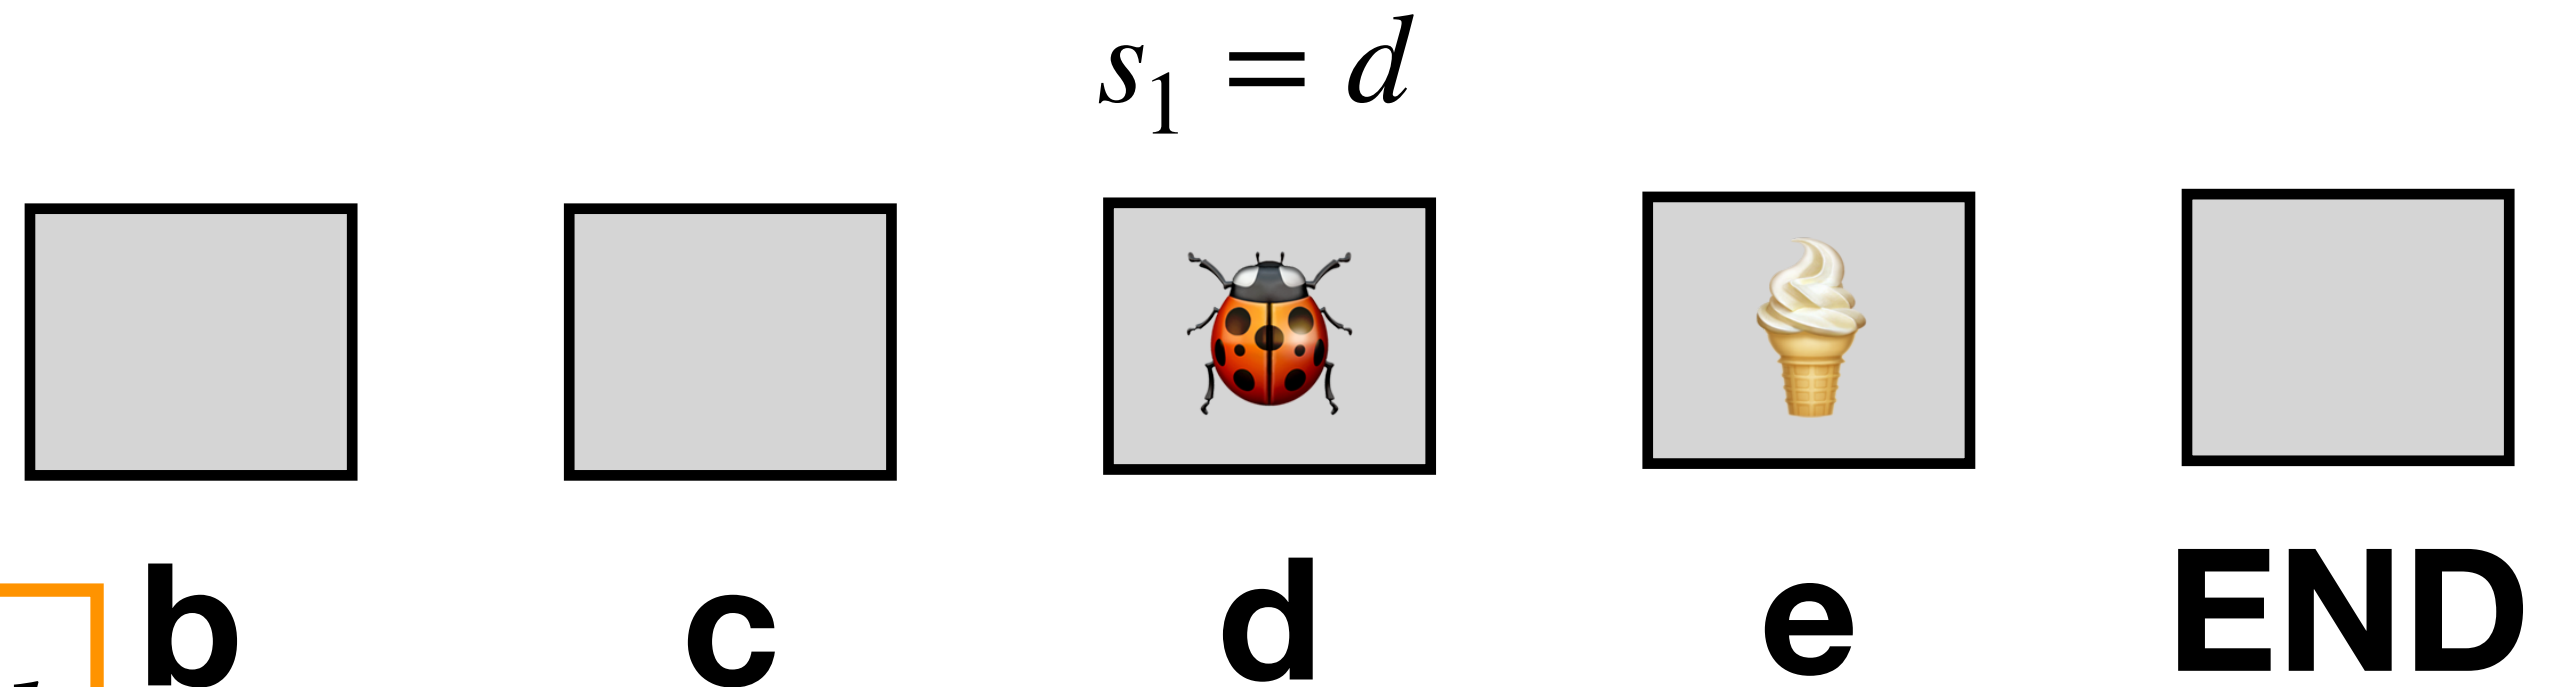 s₁ = d
b c d e END